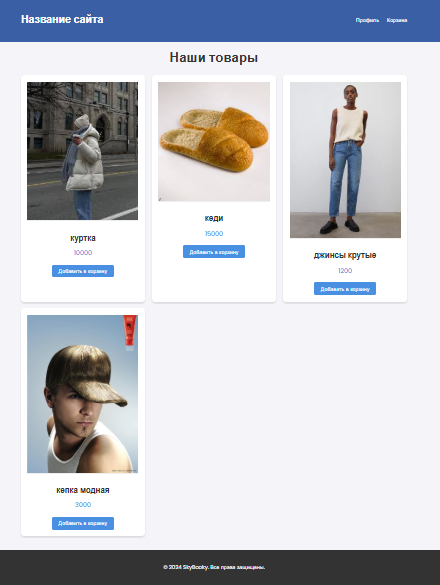 Название сайта
Профиль Корзина
Наши товары
куртка
10000
Добавить в корзину
кеди
15000
Добавить в корзину
джинсы крутые
1200
Добавить в корзину
кепка модная
3000
Добавить в корзину
© 2024 SkyBooky. Все права защищены.